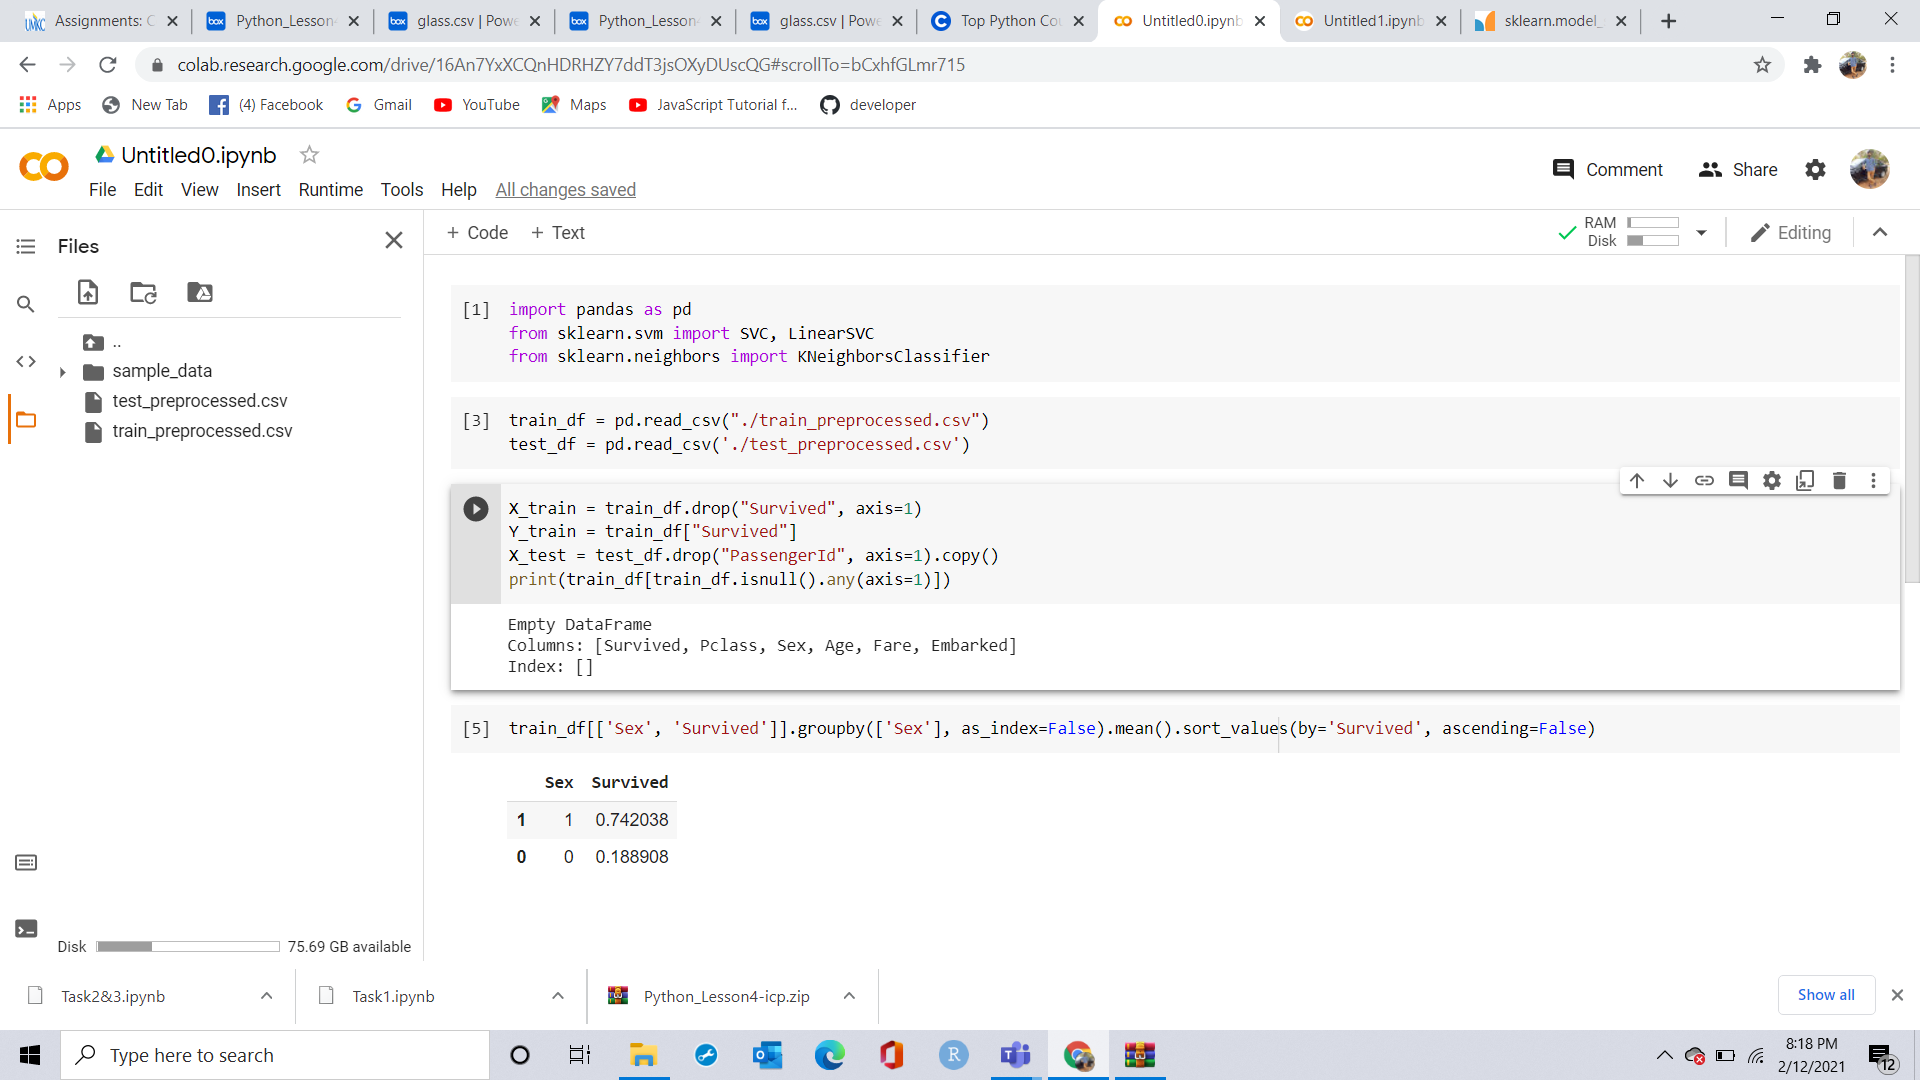 Assignments: C
Python_Lesson
glass.csv | Powe
Python_Lesson
glass.csv | Powe
Top Python Cou
Untitled0.ipynb
Untitled1.ipynb
sklearn.model_
colab.research.google.com/drive/16An7YxXCQnHDRHZY7ddT3jsOXyDUscQG#scrollTo=bCxhfGLmr715
Apps
New Tab
(4) Facebook
Gmail
YouTube
Maps
JavaScript Tutorial f...
developer
Untitled0.ipynb
File Edit View Insert Runtime Tools Help All changes saved
Comment
Share
Files
+ Code + Text
RAM
Disk
Editing
..
sample_data
test_preprocessed.csv
train_preprocessed.csv
[1] import pandas as pd
from sklearn.svm import SVC, LinearSVC
from sklearn.neighbors import KNeighborsClassifier
[3] train_df = pd.read_csv("./train_preprocessed.csv")
test_df = pd.read_csv('./test_preprocessed.csv')
X_train = train_df.drop("Survived", axis=1)
Y_train = train_df["Survived"]
X_test = test_df.drop("PassengerId", axis=1).copy()
print(train_df[train_df.isnull().any(axis=1)])
Empty DataFrame
Columns: [Survived, Pclass, Sex, Age, Fare, Embarked]
Index: []
[5] train_df[['Sex', 'Survived']].groupby(['Sex'], as_index=False).mean().sort_values(by='Survived', ascending=False)
Sex Survived
1 1 0.742038
0 0 0.188908
Disk 75.69 GB available
Task2&3.ipynb
Task1.ipynb
Python_Lesson4-icp.zip
Show all
Type here to search
8:18 PM
2/12/2021
12